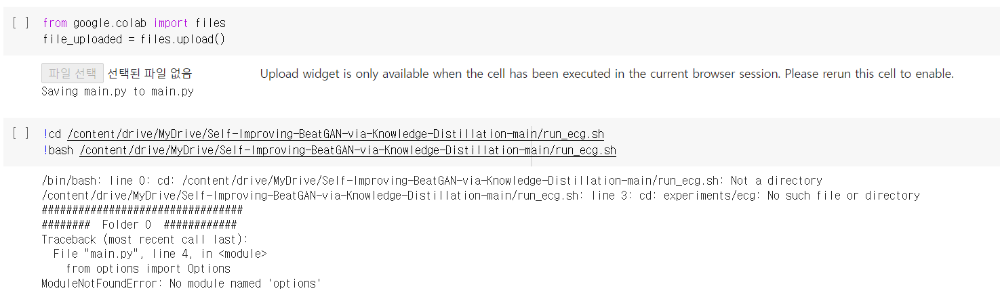 [ ] from google.colab import files
file_uploaded = files.upload()
파일 선택 선택된 파일 없음 Upload widget is only available when the cell has been executed in the current browser session. Please rerun this cell to enable.
Saving main.py to main.py
[ ] !cd /content/drive/MyDrive/Self-Improving-BeatGAN-via-Knowledge-Distillation-main/run_ecg.sh
!bash /content/drive/MyDrive/Self-Improving-BeatGAN-via-Knowledge-Distillation-main/run_ecg.sh
/bin/bash: line 0: cd: /content/drive/MyDrive/Self-Improving-BeatGAN-via-Knowledge-Distillation-main/run_ecg.sh: Not a directory
/content/drive/MyDrive/Self-Improving-BeatGAN-via-Knowledge-Distillation-main/run_ecg.sh: line 3: cd: experiments/ecg: No such file or directory
#################################
######## Folder 0 ############
Traceback (most recent call last):
  File "main.py", line 4, in <module>
    from options import Options
ModuleNotFoundError: No module named 'options'